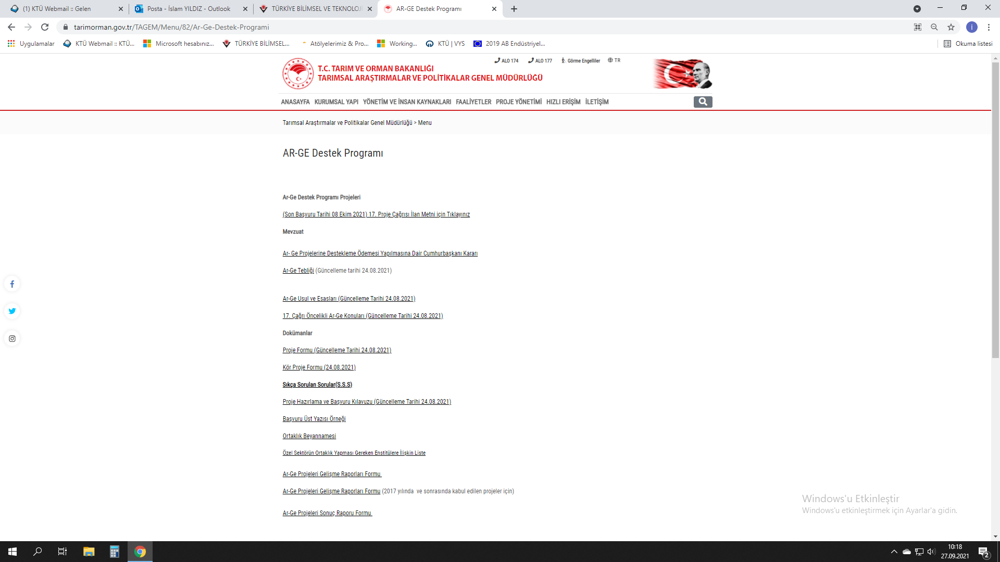 (1) KTÜ Webmail :: Gelen
Posta - İslam YILDIZ - Outlook
TÜRKİYE BİLİMSEL VE TEKNOLOJİ
AR-GE Destek Programı
tarimorman.gov.tr/TAGEM/Menu/82/Ar-Ge-Destek-Programi
i
Uygulamalar
KTÜ Webmail :: KTÜ...
Microsoft hesabınız...
TÜRKİYE BİLİMSEL...
Atölyelerimiz & Pro...
Working...
KTÜ | VYS
2019 AB Endüstriyel...
Okuma listesi
ALO 174
ALO 177
Görme Engelliler
TR
T.C. TARIM VE ORMAN BAKANLIĞI
TARIMSAL ARAŞTIRMALAR VE POLİTİKALAR GENEL MÜDÜRLÜĞÜ
ANASAYFA KURUMSAL YAPI YÖNETİM VE İNSAN KAYNAKLARI FAALİYETLER PROJE YÖNETİMİ HIZLI ERİŞİM İLETİŞİM
Tarımsal Araştırmalar ve Politikalar Genel Müdürlüğü > Menu
AR-GE Destek Programı
Ar-Ge Destek Programı Projeleri
(Son Başvuru Tarihi 08 Ekim 2021) 17. Proje Çağrısı İlan Metni için Tıklayınız
Mevzuat
Ar- Ge Projelerine Destekleme Ödemesi Yapılmasına Dair Cumhurbaşkanı Kararı
Ar-Ge Tebliği (Güncelleme tarihi 24.08.2021)
Ar-Ge Usul ve Esasları (Güncelleme Tarihi 24.08.2021)
17. Çağrı Öncelikli Ar-Ge Konuları (Güncelleme Tarihi 24.08.2021)
Dokümanlar
Proje Formu (Güncelleme Tarihi 24.08.2021)
Kör Proje Formu (24.08.2021)
Sıkça Sorulan Sorular(S.S.S)
Proje Hazırlama ve Başvuru Kılavuzu (Güncelleme Tarihi 24.08.2021)
Başvuru Üst Yazısı Örneği
Ortaklık Beyannamesi
Özel Sektörün Ortaklık Yapması Gereken Enstitülere İlişkin Liste
Ar-Ge Projeleri Gelişme Raporları Formu
Ar-Ge Projeleri Gelişme Raporları Formu (2017 yılında ve sonrasında kabul edilen projeler için)
Ar-Ge Projeleri Sonuç Raporu Formu
Windows'u Etkinleştir
Windows'u etkinleştirmek için Ayarlar'a gidin.
10:18
27.09.2021
2